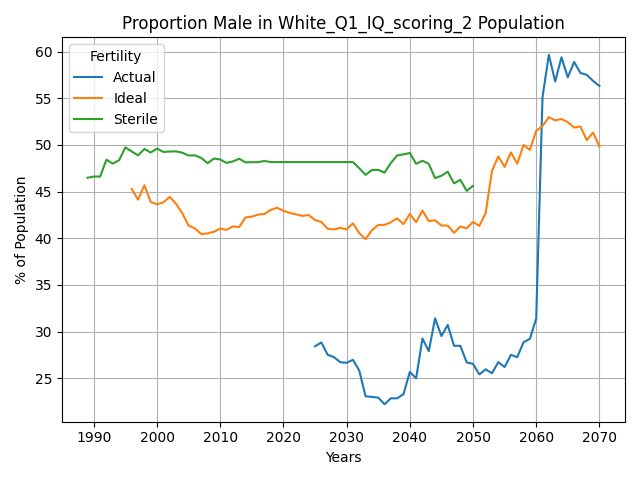 Proportion Male in White_Q1_IQ_scoring_2 Population
Fertility
Actual
Ideal
Sterile
% of Population
60
55
50
45
40
35
30
25
1990
2000
2010
2020
2030
2040
2050
2060
2070
Years